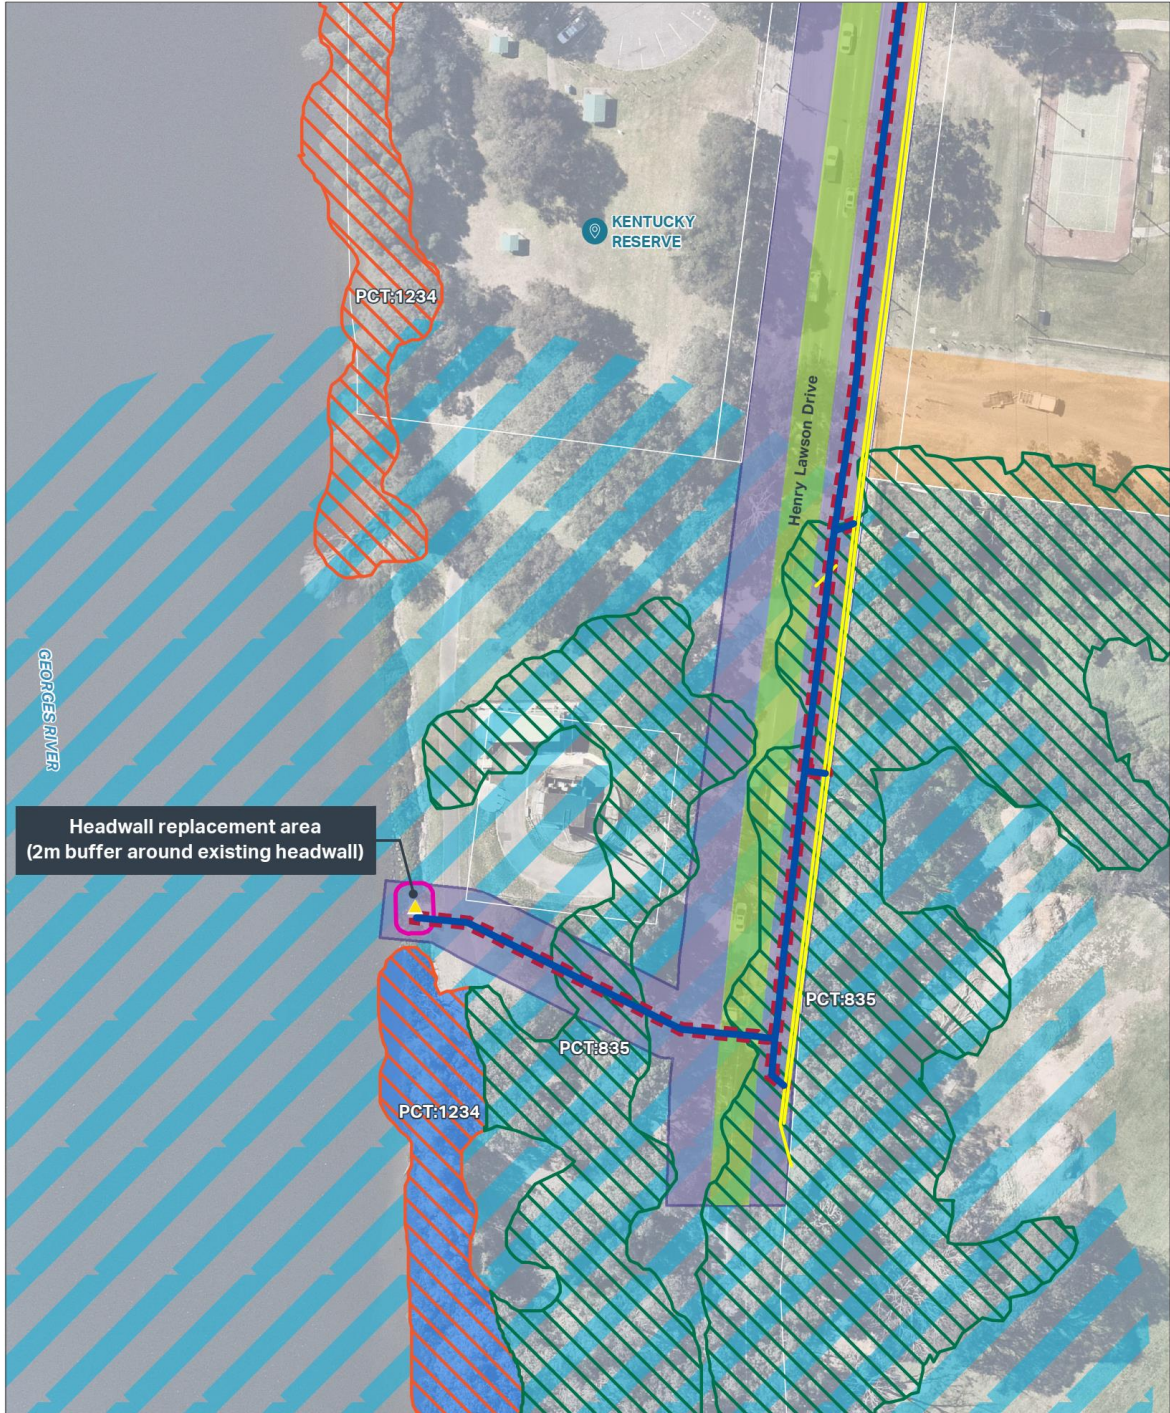 KENTUCKY
RESERVE
PCT:1234
Henry Lawson Drive
GEORGES RIVER
Headwall replacement area
(2m buffer around existing headwall)
PCT:835
PCT:835
PCT:1234